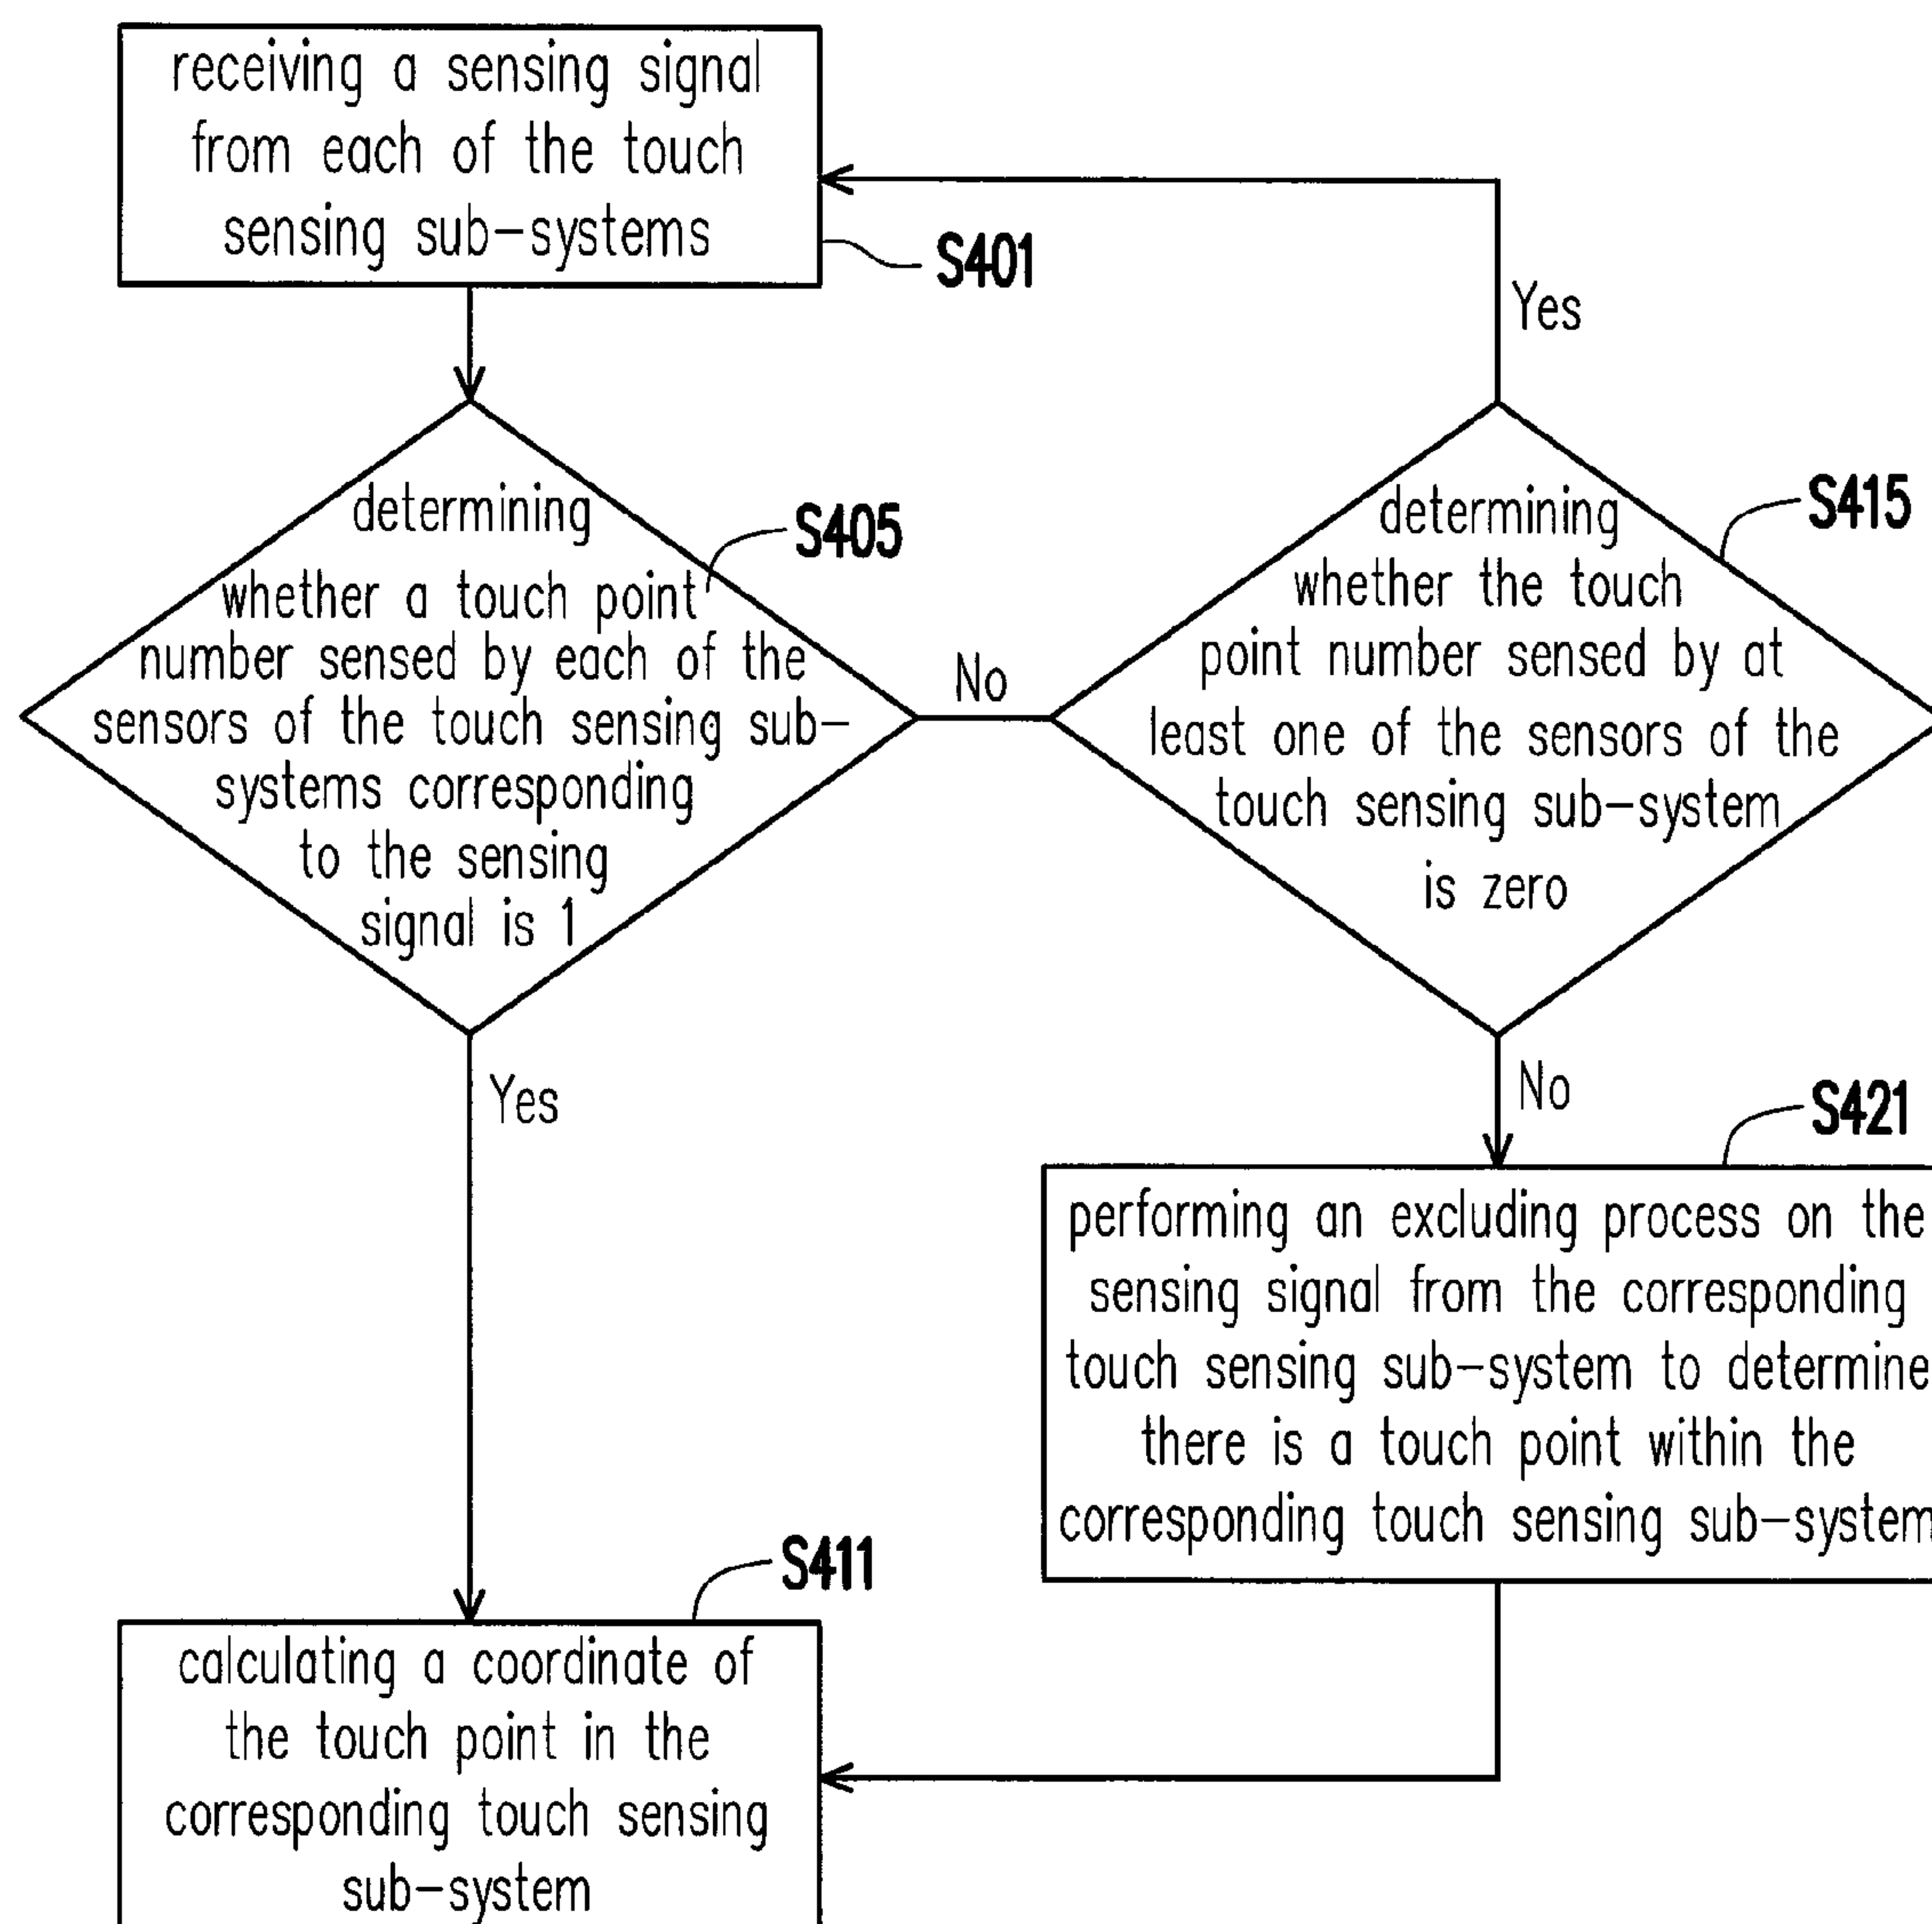 receiving a sensing signal
from each of the touch
sensing sub-systems
S401
Yes
determining
whether a touch point
number sensed by each of the
sensors of the touch sensing sub-
systems corresponding
to the sensing
signal is 1
S405
No
determining
whether the touch
point number sensed by at
least one of the sensors of the
touch sensing sub-system
is zero
S415
Yes
No
S421
performing an excluding process on the
sensing signal from the corresponding
touch sensing sub-system to determine
there is a touch point within the
corresponding touch sensing sub-system
S411
calculating a coordinate of
the touch point in the
corresponding touch sensing
sub-system